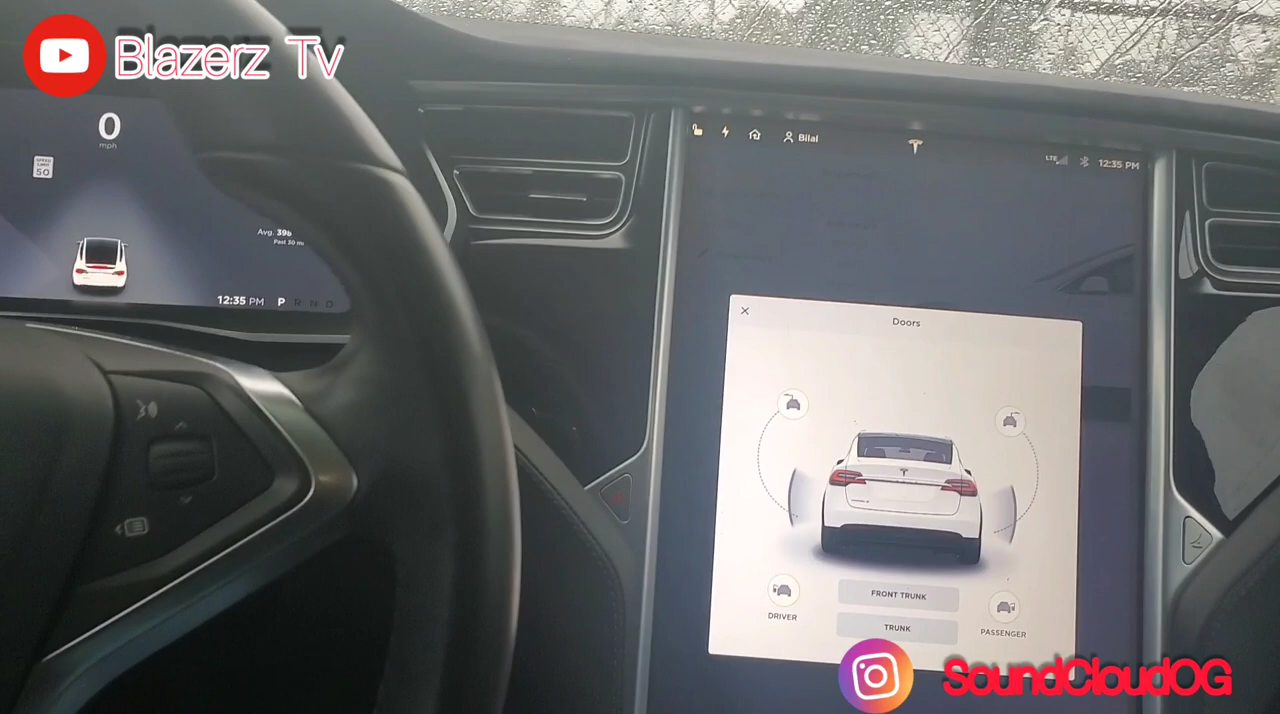 Blazerz Tv
0
mph
SPEED
LIMIT
50
Avg. 39
Past 30 mi
12:35 PM P R N D
Bilal
LTE
12:35 PM
Doors
FRONT TRUNK
TRUNK
DRIVER
PASSENGER
SoundCloudOG